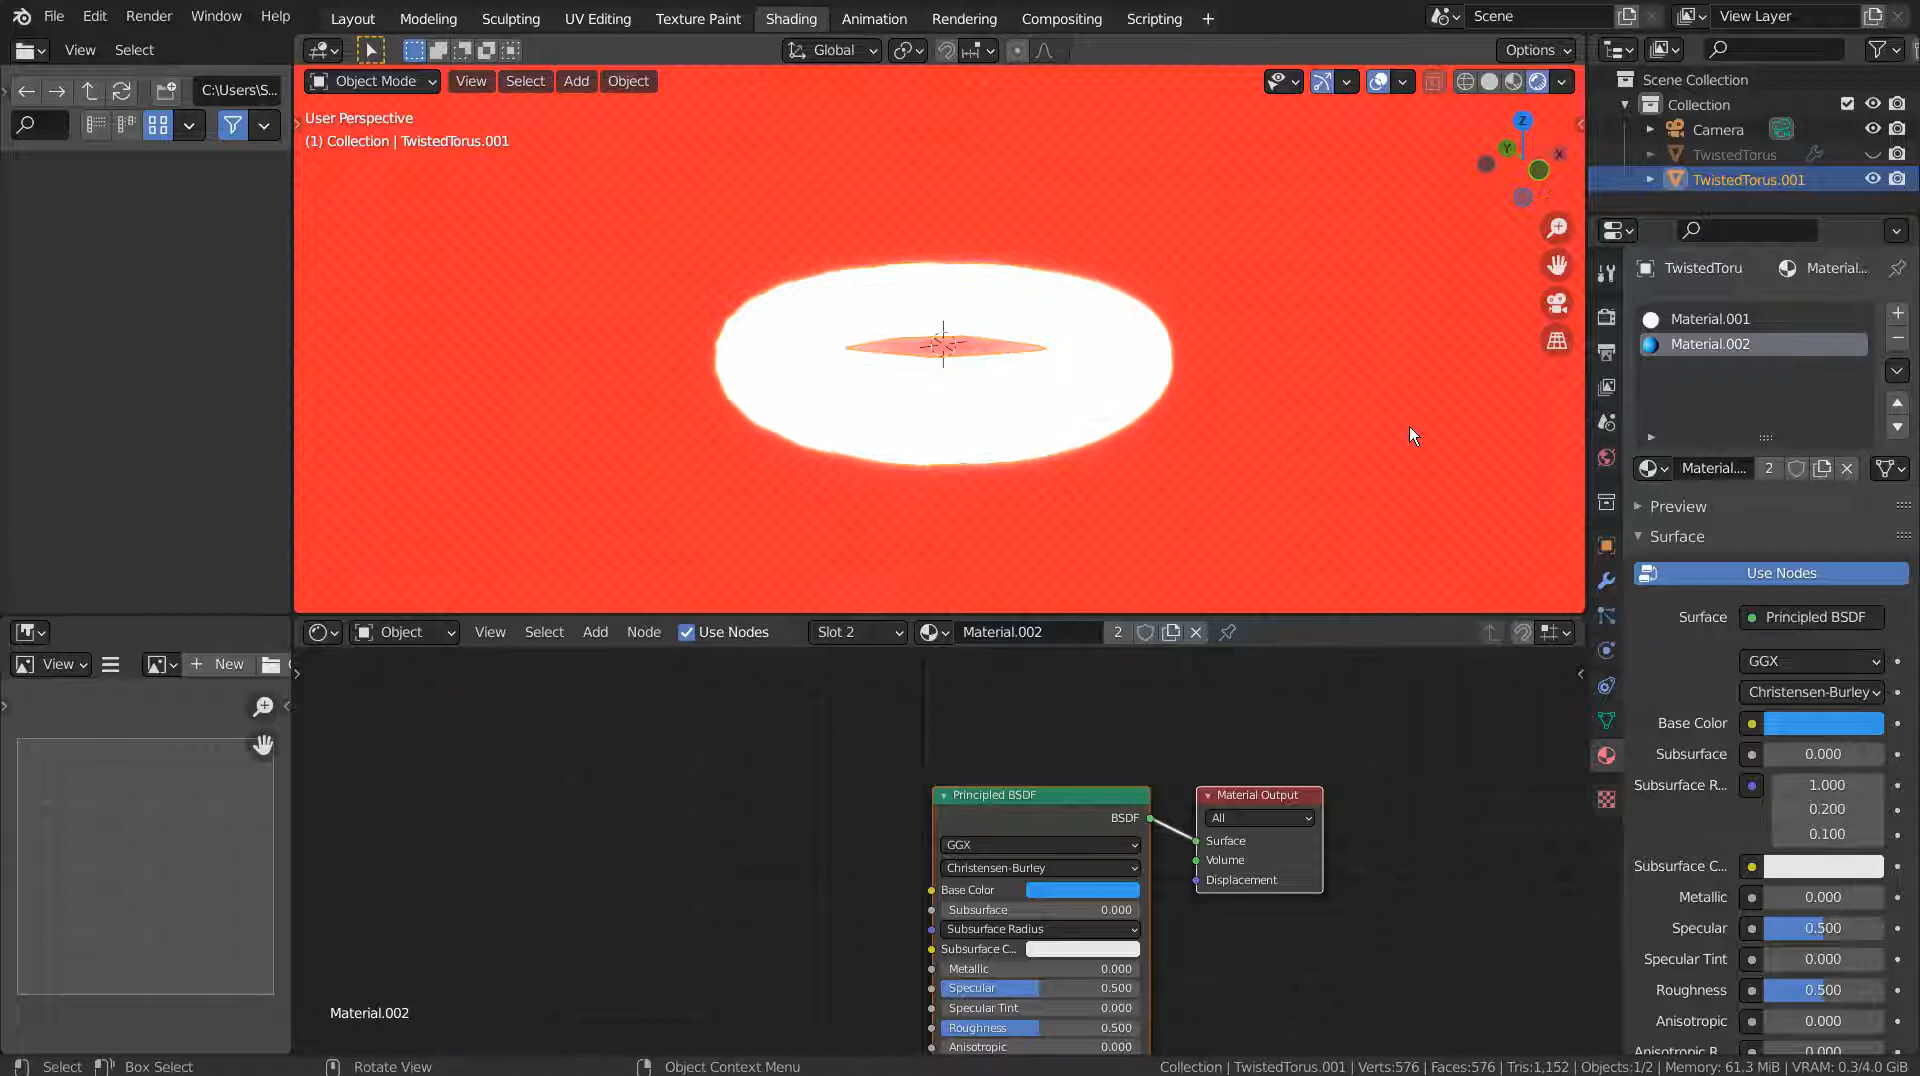 File Edit Render Window Help
Layout Modeling Sculpting UV Editing Texture Paint Shading Animation Rendering Compositing Scripting +
Scene
View Layer
View Select
Global
Options
C:\Users\S...
Object Mode View Select Add Object
User Perspective
(1) Collection | TwistedTorus.001
Z
Y
X
Scene Collection
Collection
Camera
TwistedTorus
TwistedTorus.001
TwistedToru
Material...
Material.001
Material.002
Material.... 2
Preview
Surface
Use Nodes
Surface Principled BSDF
GGX
Christensen-Burley
Base Color
Subsurface 0.000
Subsurface R... 1.000
0.200
0.100
Subsurface C...
Metallic 0.000
Specular 0.500
Specular Tint 0.000
Roughness 0.500
Anisotropic 0.000
Anisotropic R... 0.000
View
+ New
Object View Select Add Node Use Nodes Slot 2 Material.002 2
Principled BSDF
BSDF
GGX
Christensen-Burley
Base Color
Subsurface 0.000
Subsurface Radius
Subsurface C...
Metallic 0.000
Specular 0.500
Specular Tint 0.000
Roughness 0.500
Anisotropic 0.000
Material Output
All
Surface
Volume
Displacement
Material.002
Select Box Select Rotate View Object Context Menu
Collection | TwistedTorus.001 | Verts:576 | Faces:576 | Tris:1,152 | Objects:1/2 | Memory: 61.3 MiB | VRAM: 0.3/4.0 GiB